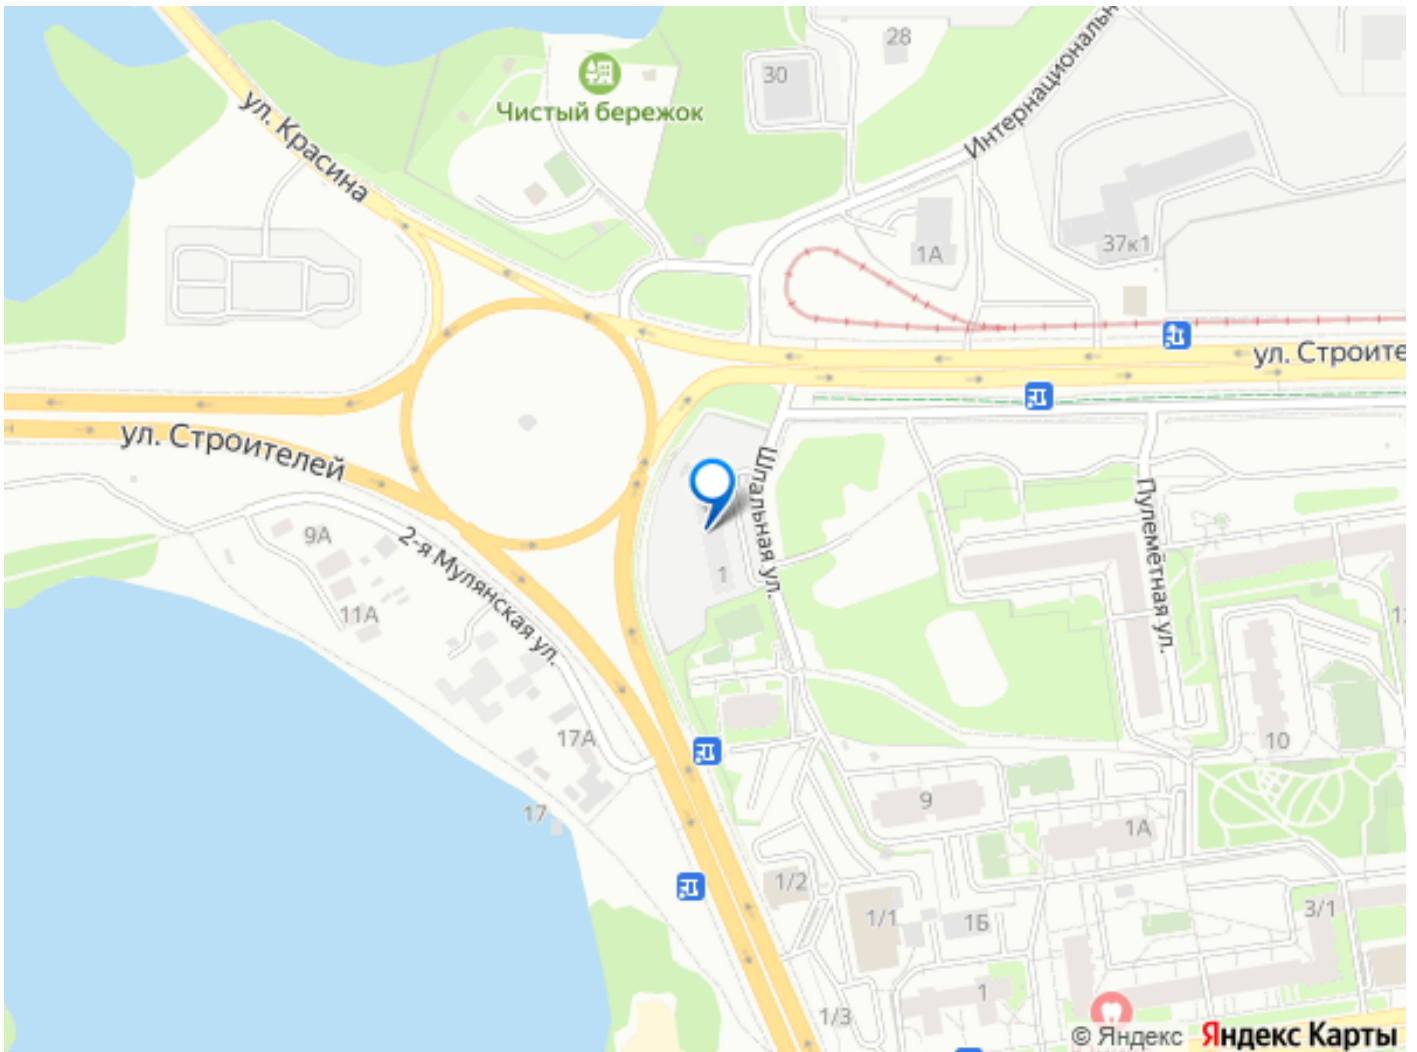 28
30
Чистый бережок
ул. Красина
Интернациональн
37к1
1А
ул. Строите
ул. Строителей
Шпальная ул.
Пулемётная ул.
9А
2-я Мулянская ул.
1
11А
17А
10
17
9
1А
1/2
1/1
1Б
3/1
1
1/3
© Яндекс Яндекс Карты